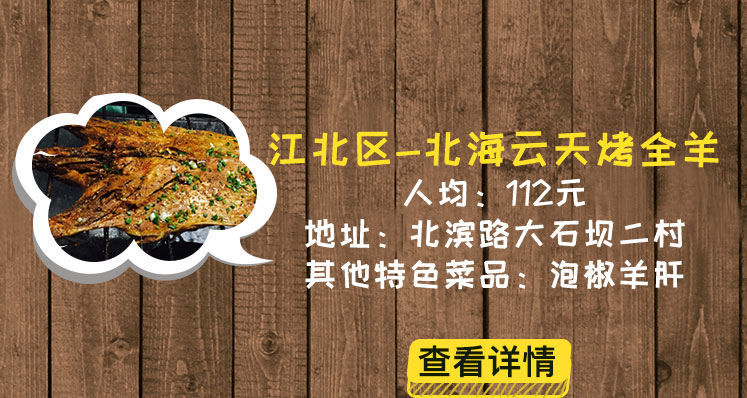 江北区-北海云天烤全羊
人均：112元
地址：北滨路大石坝二村
其他特色菜品：泡椒羊肝
查看详情